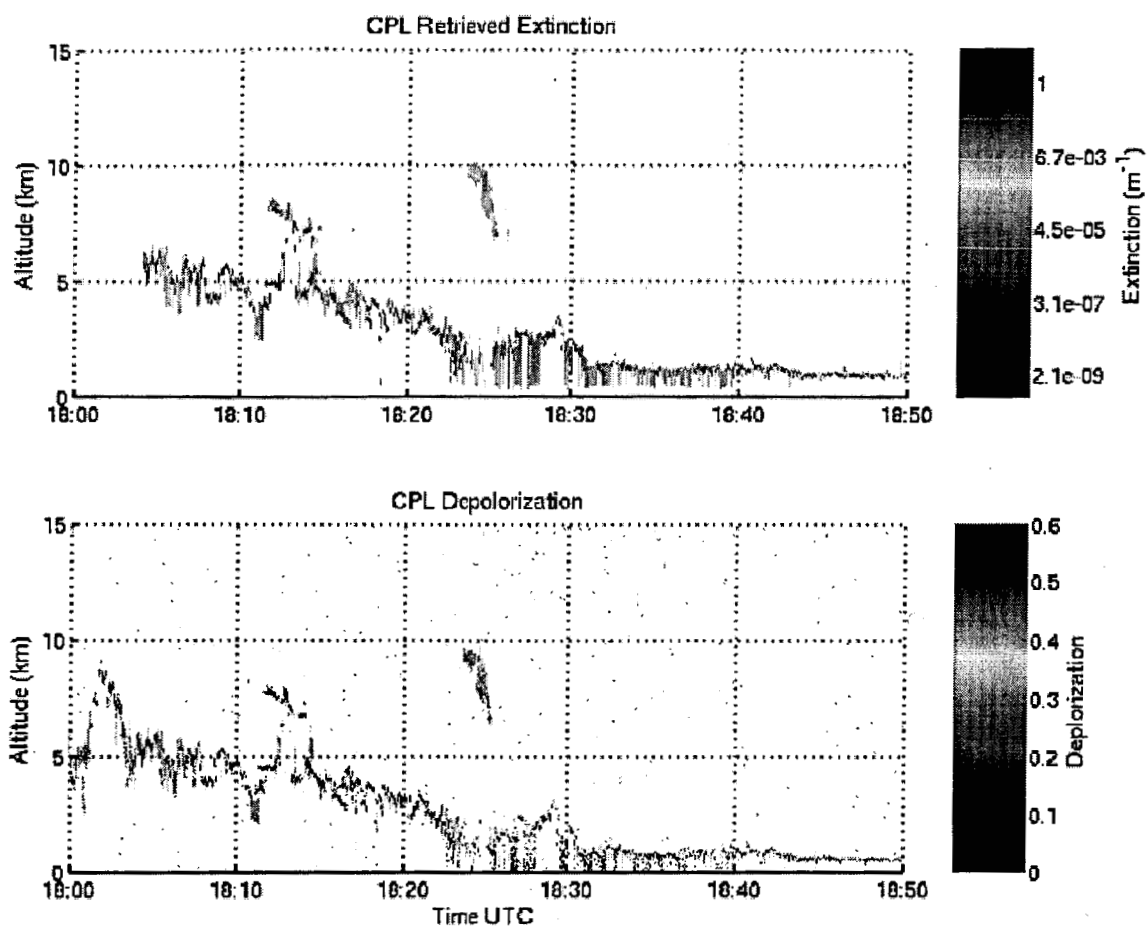 CPL Retrieved Extinction
15
10
5
0
Altitude (km)
18:00 18:10 18:20 18:30 18:40 18:50
1
6.7e-03
4.5e-05
3.1e-07
2.1e-09
Extinction (m⁻¹)
CPL Depolorization
15
10
5
0
Altitude (km)
18:00 18:10 18:20 18:30 18:40 18:50
Time UTC
0.6
0.5
0.4
0.3
0.2
0.1
0
Deplorization